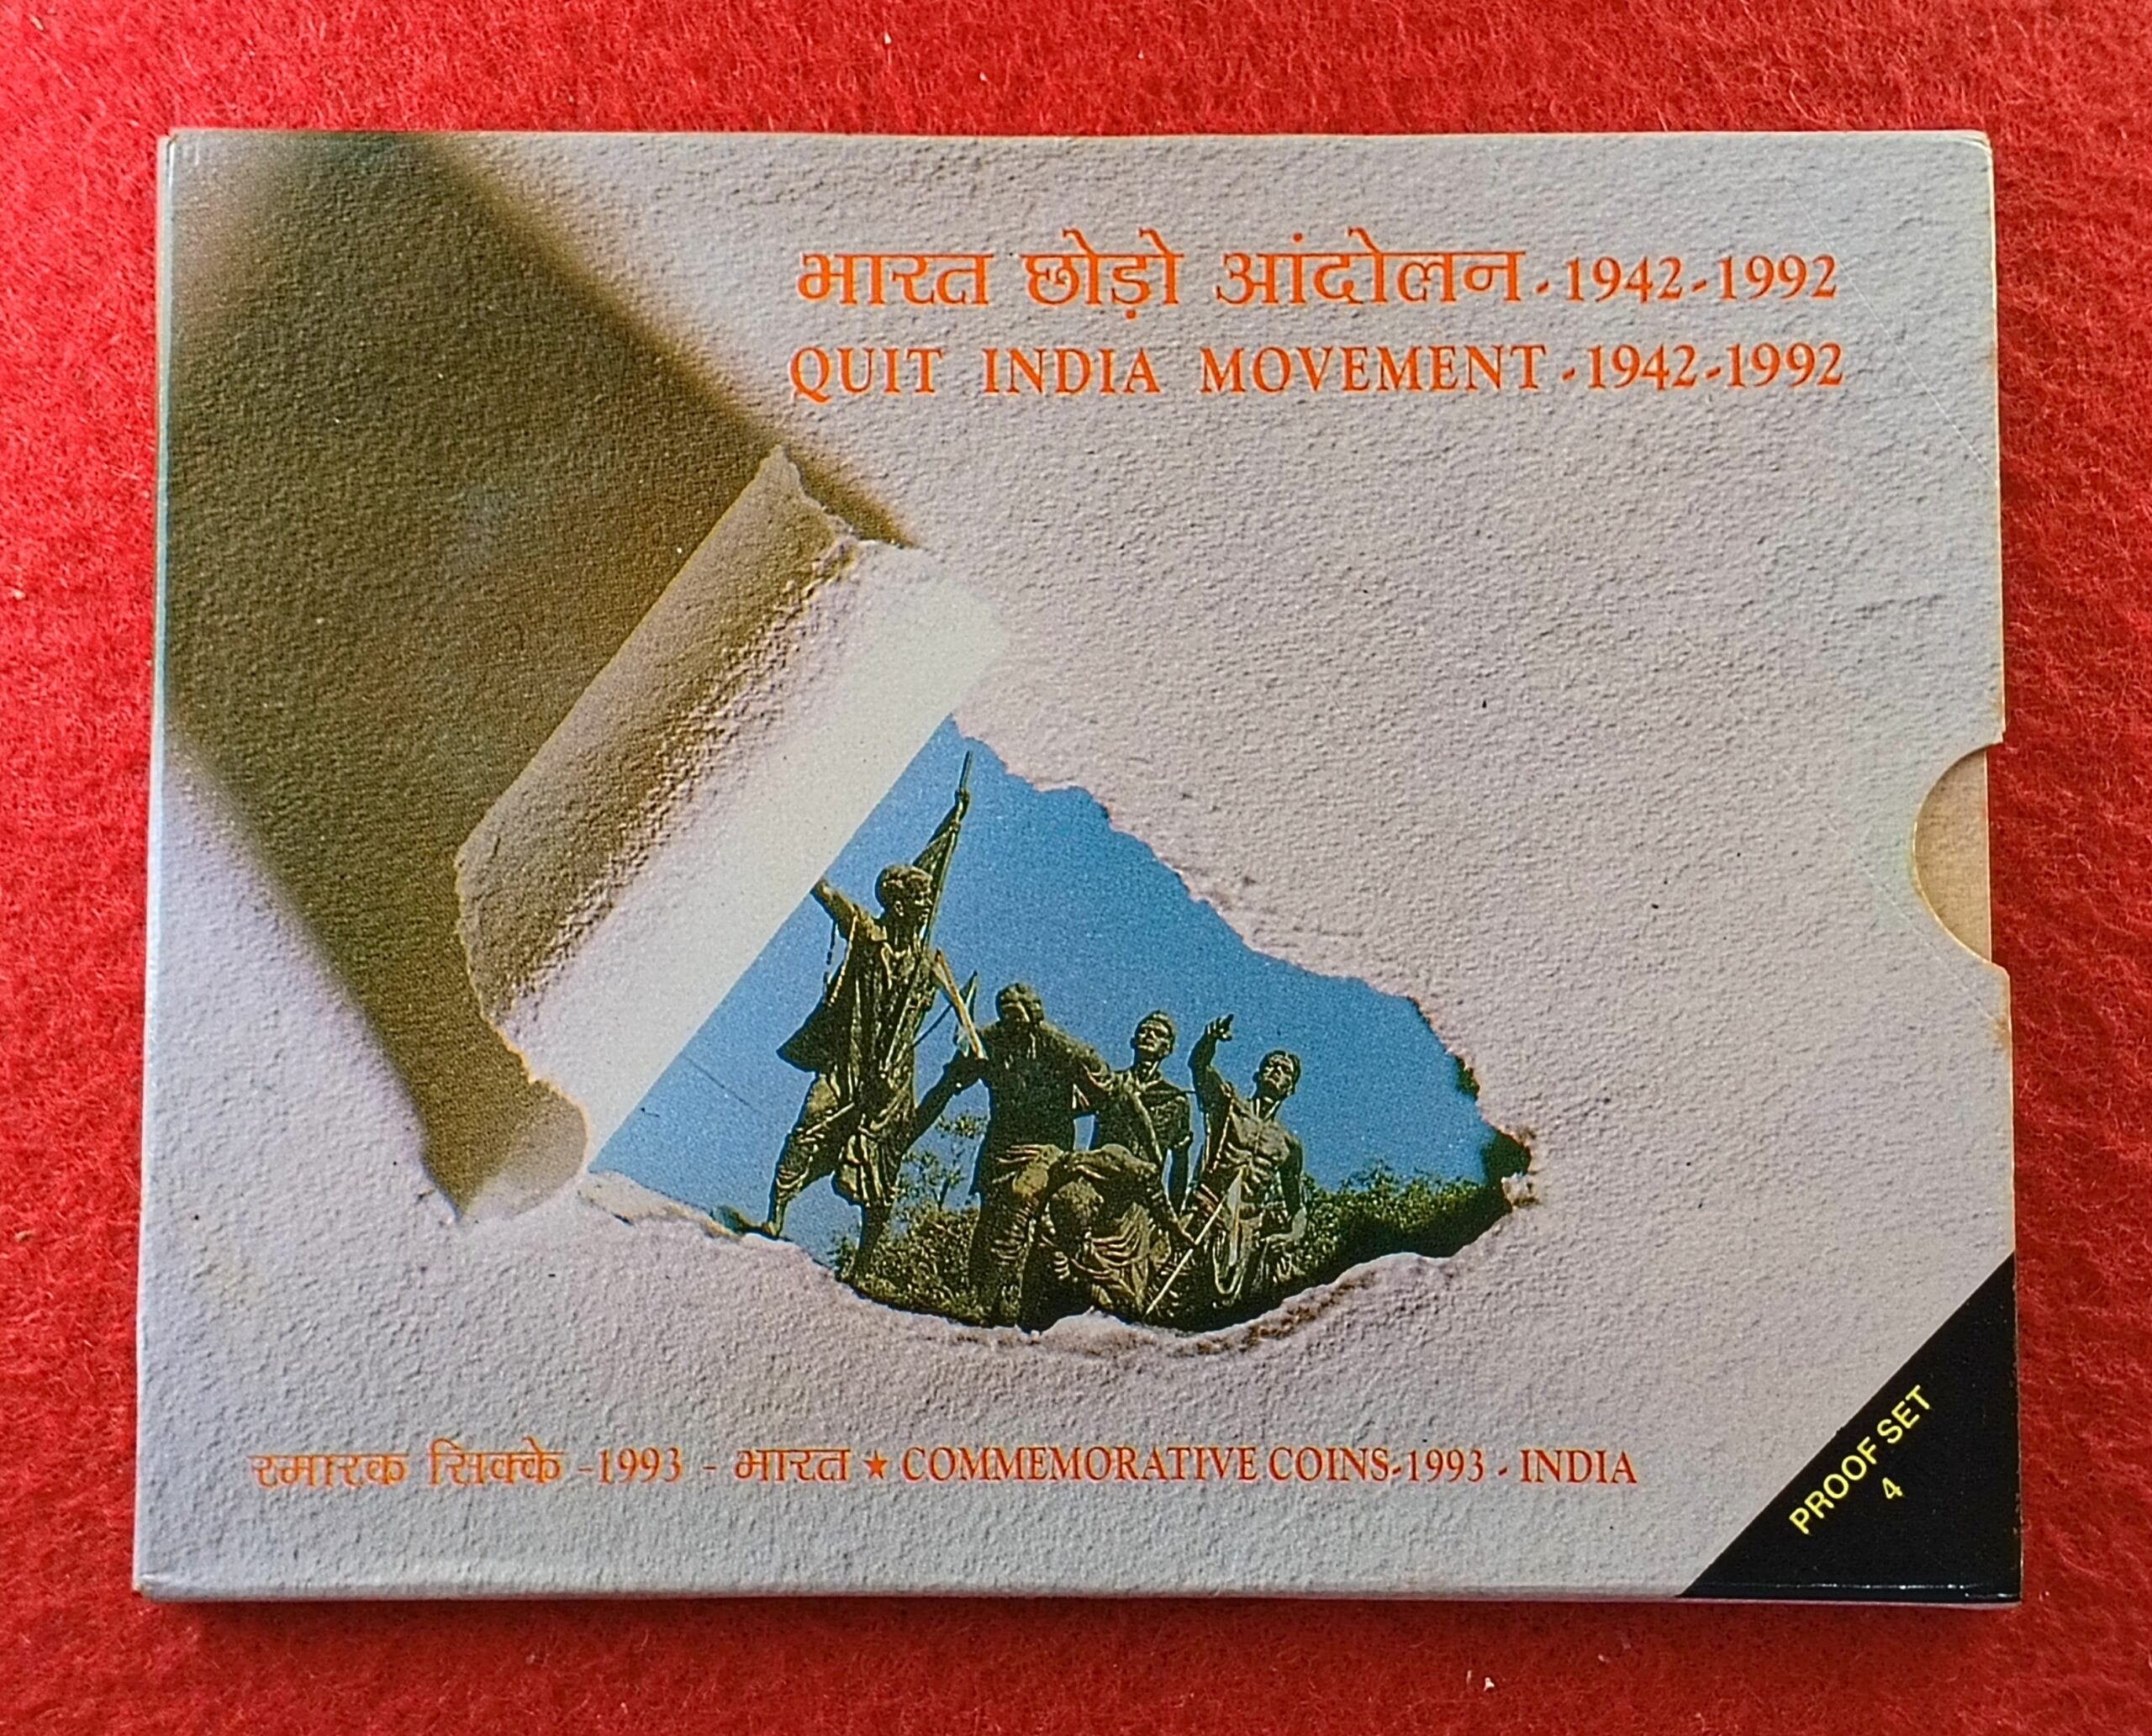 भारत छोड़ो आंदोलन-1942-1992
QUIT INDIA MOVEMENT-1942-1992
स्मारक सिक्के -1993 - भारत ★ COMMEMORATIVE COINS-1993 - INDIA
PROOF SET
4